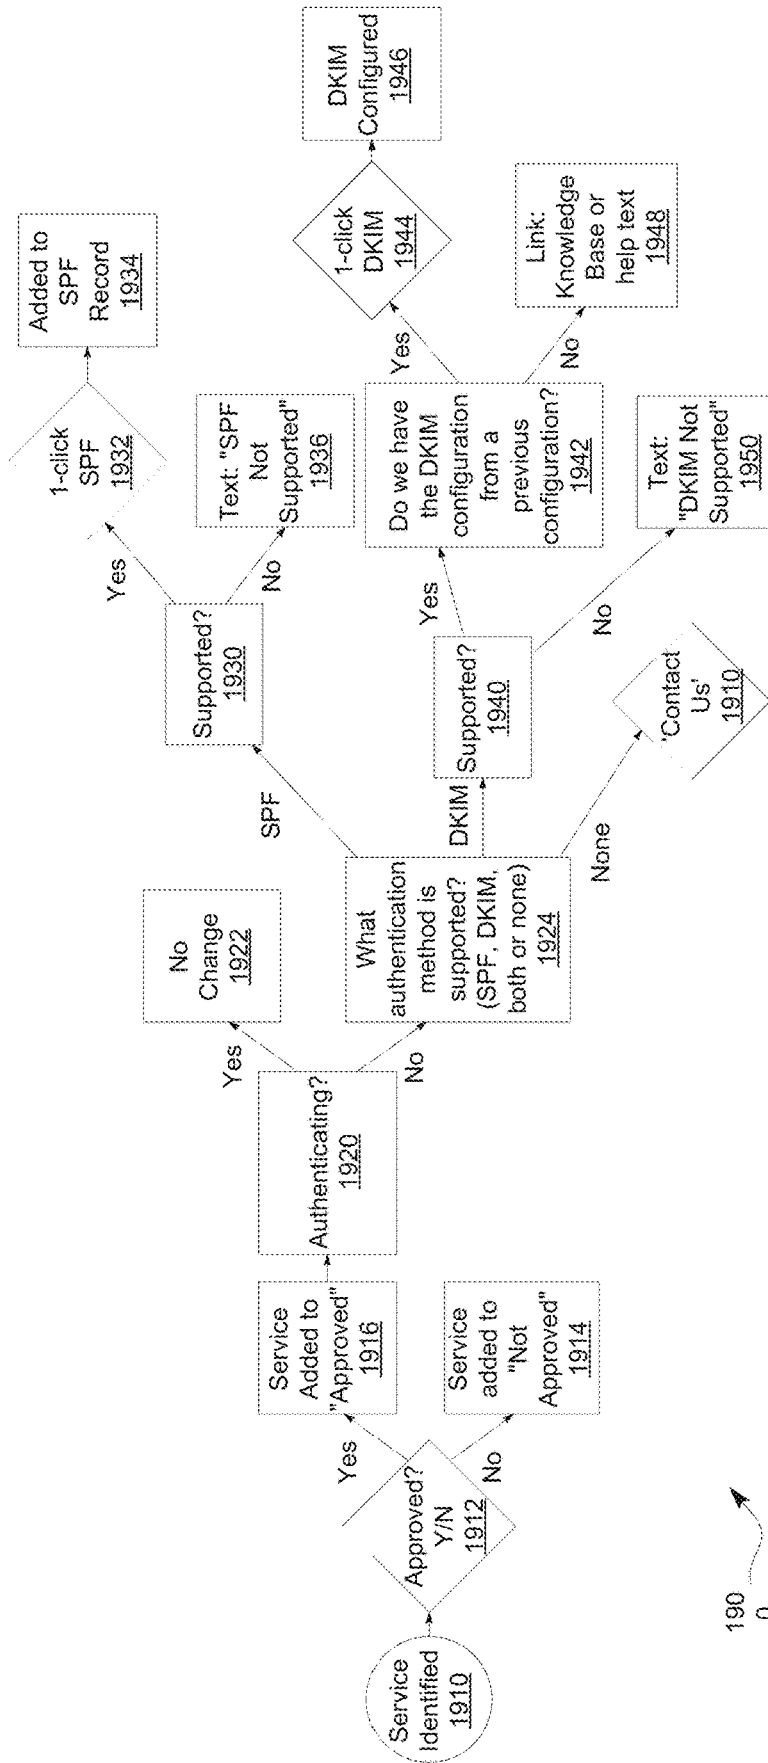 Service
Identified
1910
Approved?
Y/N
1912
Yes
No
Service
Added to
"Approved"
1916
Service
added to
"Not
Approved"
1914
Authenticating?
1920
Yes
No
No
Change
1922
What
authentication
method is
supported?
(SPF, DKIM,
both or none)
1924
SPF
DKIM
None
Supported?
1930
Yes
No
1-click
SPF
1932
Added to
SPF
Record
1934
Text: "SPF
Not
Supported"
1936
Supported?
1940
Yes
No
Do we have
the DKIM
configuration
from a
previous
configuration?
1942
Yes
No
1-click
DKIM
1944
DKIM
Configured
1946
Link:
Knowledge
Base or
help text
1948
Text:
"DKIM Not
Supported"
1950
'Contact
Us'
1910
190
0